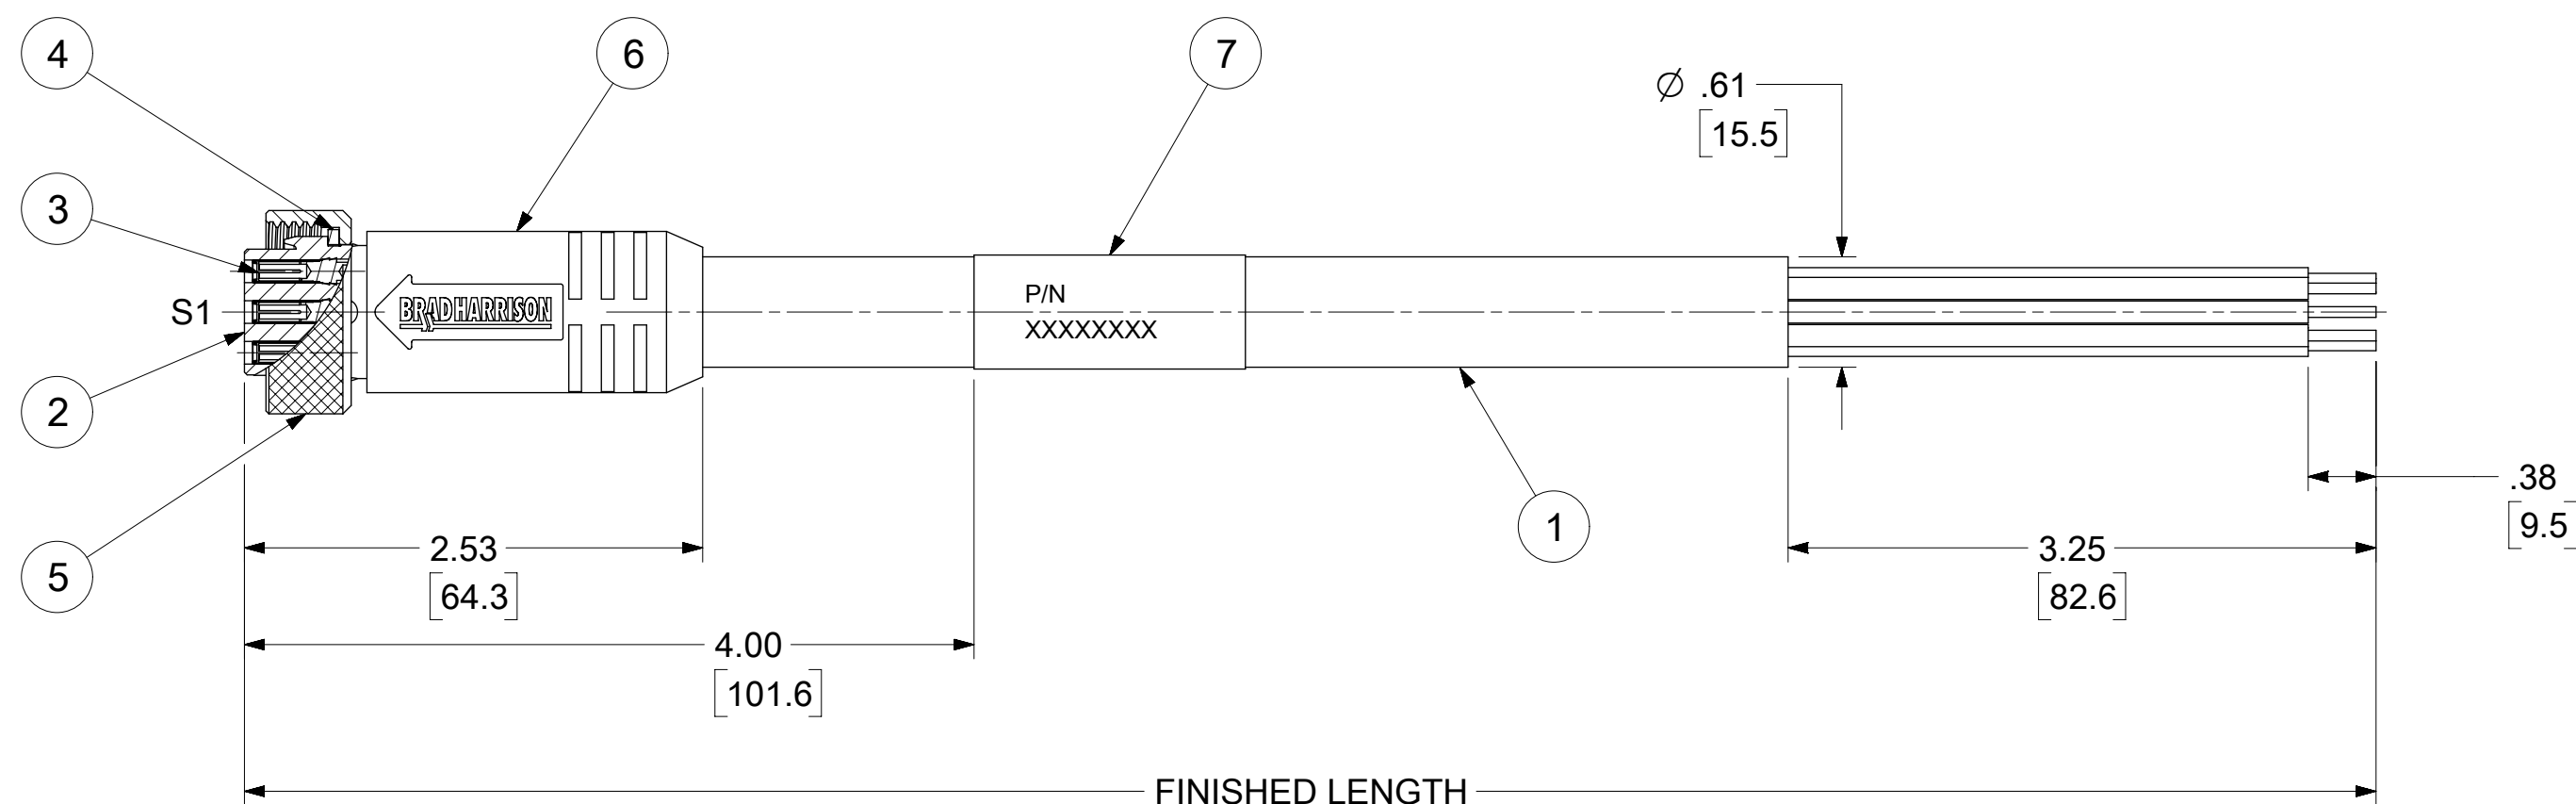 4
6
7
Ø .61
[15.5]
3
S1
BRADHARRISON
P/N
XXXXXXXX
2
5
1
.38
[9.5]
2.53
[64.3]
3.25
[82.6]
4.00
[101.6]
FINISHED LENGTH